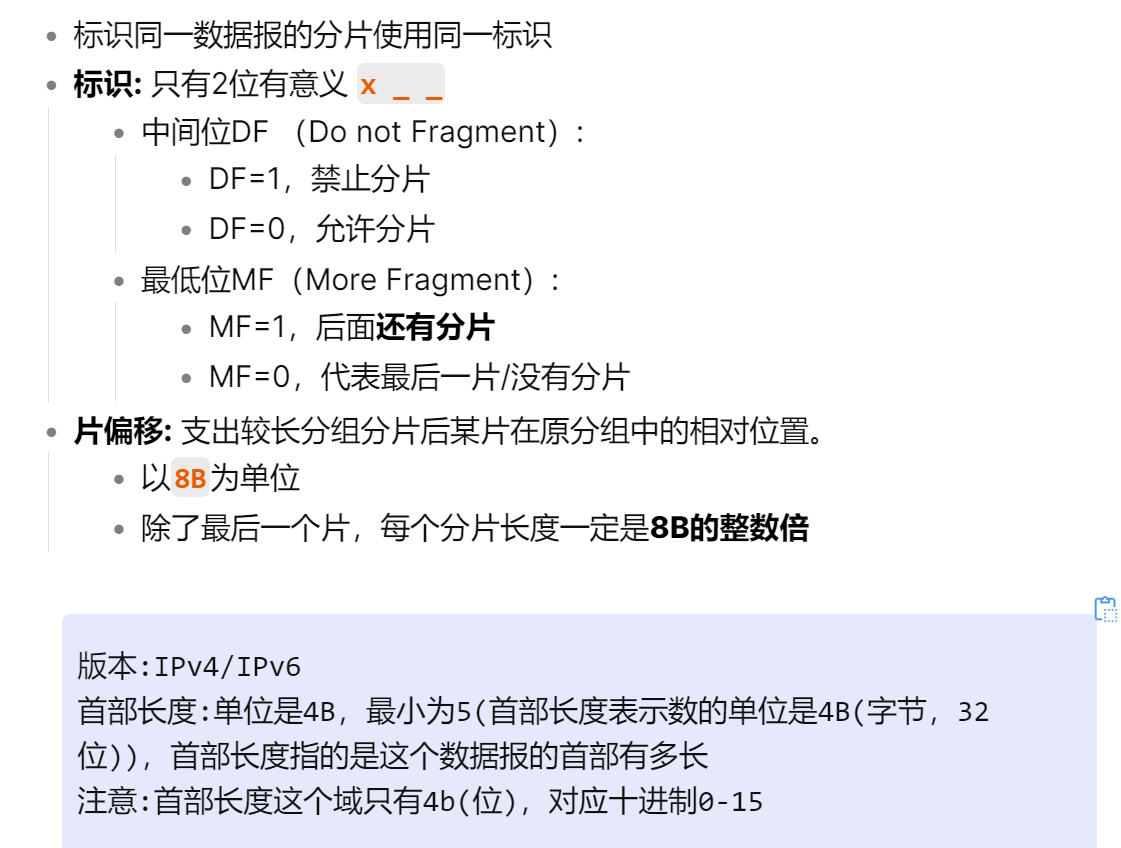 标识同一数据报的分片使用同一标识
标识: 只有2位有意义 x _ _
中间位DF （Do not Fragment）:
DF=1，禁止分片
DF=0，允许分片
最低位MF（More Fragment）:
MF=1，后面还有分片
MF=0，代表最后一片/没有分片
片偏移: 支出较长分组分片后某片在原分组中的相对位置。
以8B为单位
除了最后一个片，每个分片长度一定是8B的整数倍
版本:IPv4/IPv6
首部长度:单位是4B，最小为5(首部长度表示数的单位是4B(字节，32
位))，首部长度指的是这个数据报的首部有多长
注意:首部长度这个域只有4b(位)，对应十进制0-15